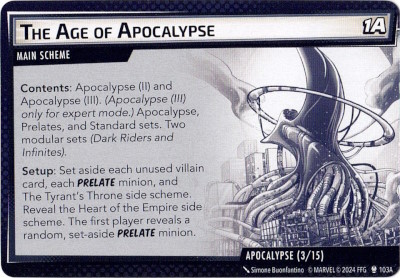 THE AGE OF APOCALYPSE
1A
MAIN SCHEME
Contents: Apocalypse (II) and
Apocalypse (III). (Apocalypse (III)
only for expert mode.) Apocalypse,
Prelates, and Standard sets. Two
modular sets (Dark Riders and
Infinites).
Setup: Set aside each unused villain
card, each PRELATE minion, and
The Tyrant's Throne side scheme.
Reveal the Heart of the Empire side
scheme. The first player reveals a
random, set-aside PRELATE minion.
APOCALYPSE (3/15)
Simone Buonfantino © MARVEL © 2024 FFG 103A